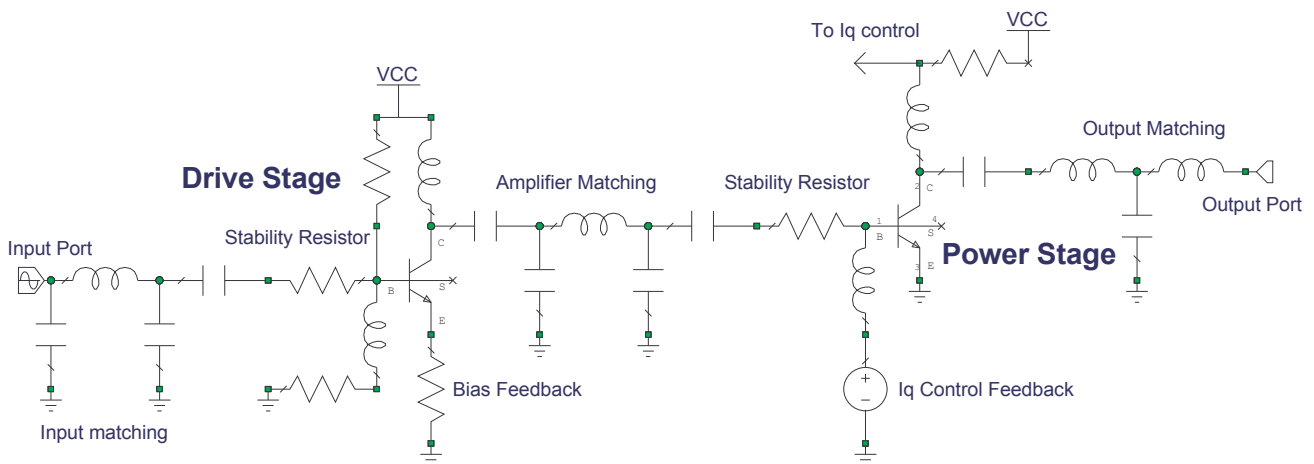 To Iq control
VCC
VCC
Output Matching
Drive Stage
Amplifier Matching
Stability Resistor
2
C
C
1
4
Output Port
Input Port
Stability Resistor
B
S
Power Stage
B
S
3
E
E
Bias Feedback
Iq Control Feedback
Input matching